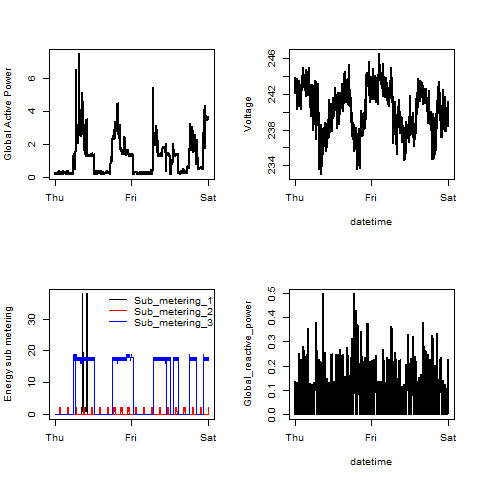 Global Active Power
0 2 4 6
Thu Fri Sat
Voltage
234 238 242 246
Thu Fri Sat
datetime
Energy sub metering
0 10 20 30
Sub_metering_1
Sub_metering_2
Sub_metering_3
Thu Fri Sat
Global_reactive_power
0.0 0.1 0.2 0.3 0.4 0.5
Thu Fri Sat
datetime